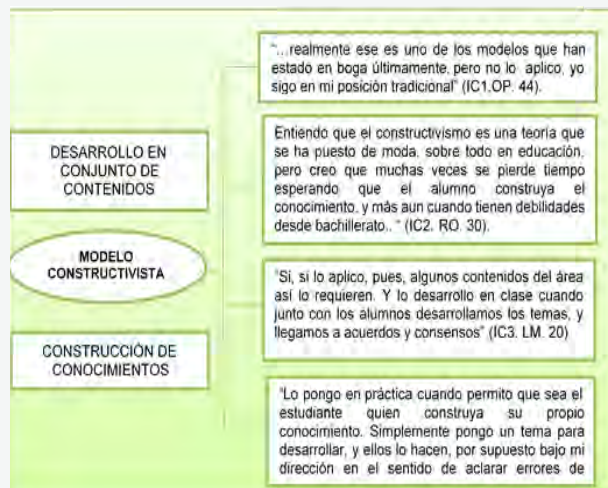 DESARROLLO EN
CONJUNTO DE
CONTENIDOS
MODELO
CONSTRUCTIVISTA
CONSTRUCCIÓN DE
CONOCIMIENTOS
"...realmente ese es uno de los modelos que han
estado en boga últimamente, pero no lo aplico, yo
sigo en mi posición tradicional" (IC1.OP. 44).
Entiendo que el constructivismo es una teoría que
se ha puesto de moda, sobre todo en educación,
pero creo que muchas veces se pierde tiempo
esperando que el alumno construya el
conocimiento, y más aun cuando tienen debilidades
desde bachillerato.. " (IC2. RO. 30).
"Si, si lo aplico, pues, algunos contenidos del área
así lo requieren. Y lo desarrollo en clase cuando
junto con los alumnos desarrollamos los temas, y
llegamos a acuerdos y consensos" (IC3. LM. 20)
"Lo pongo en práctica cuando permito que sea el
estudiante quien construya su propio
conocimiento. Simplemente pongo un tema para
desarrollar, y ellos lo hacen, por supuesto bajo mi
dirección en el sentido de aclarar errores de